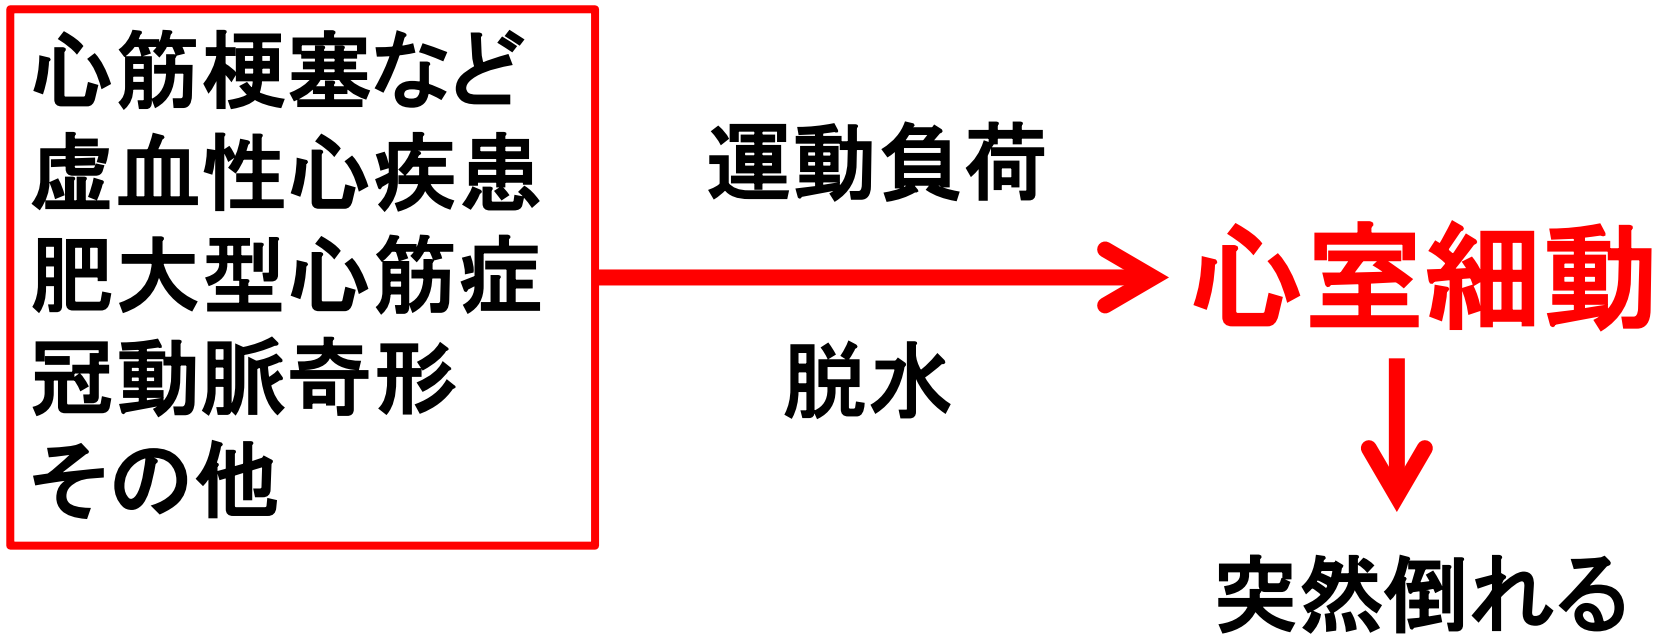 心筋梗塞など
虚血性心疾患
肥大型心筋症
冠動脈奇形
その他
運動負荷
脱水
心室細動
突然倒れる